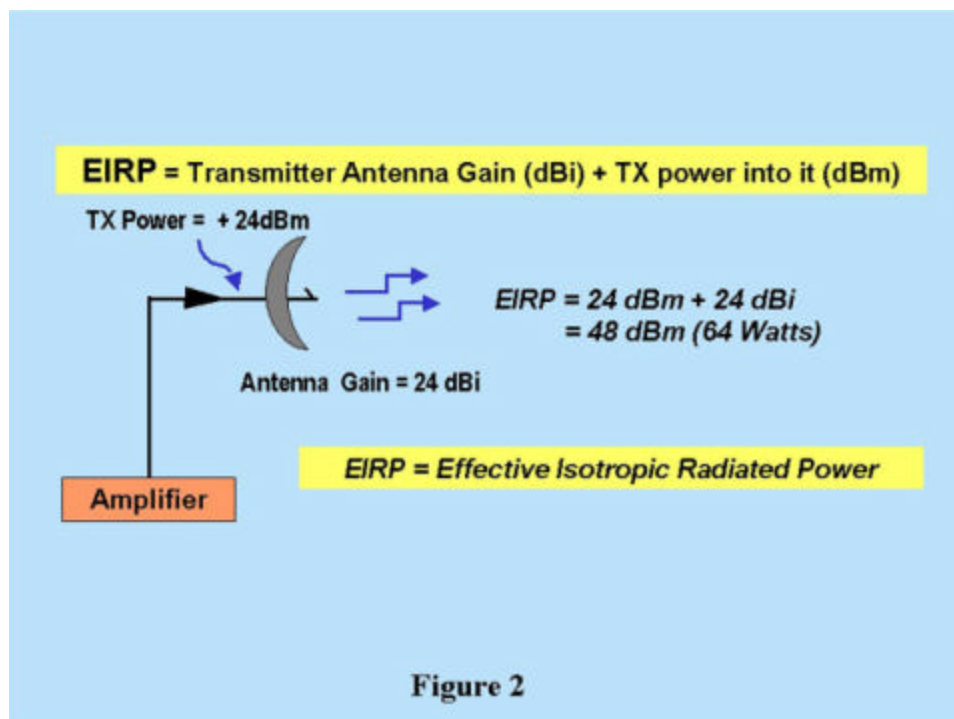 EIRP = Transmitter Antenna Gain (dBi) + TX power into it (dBm)
TX Power = + 24dBm
EIRP = 24 dBm + 24 dBi
= 48 dBm (64 Watts)
Antenna Gain = 24 dBi
EIRP = Effective Isotropic Radiated Power
Amplifier
Figure 2